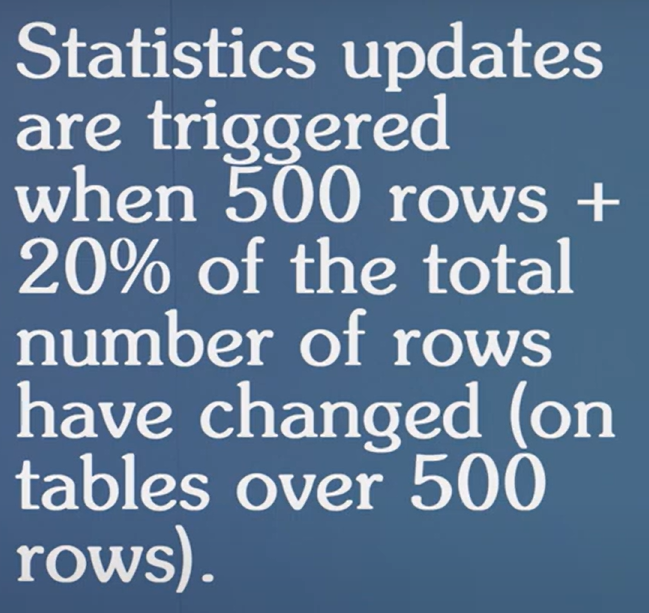 Statistics updates
are triggered
when 500 rows +
20% of the total
number of rows
have changed (on
tables over 500
rows).